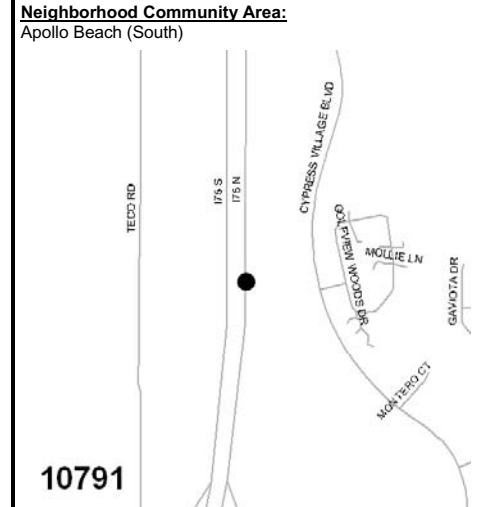 Neighborhood Community Area:
Apollo Beach (South)
TECO RD
I75 S
I75 N
CYPRESS VILLAGE BLVD
GOLFVIEW WOODS DR
MOLLIE LN
GAVIOTA DR
MONTERO CT
10791